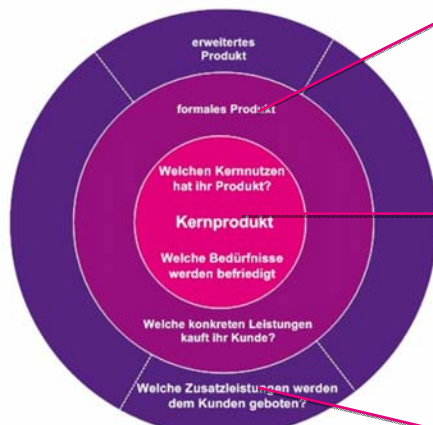 erweitertes
Produkt
formales Produkt
Welchen Kernnutzen
hat ihr Produkt?
Kernprodukt
Welche Bedürfnisse
werden befriedigt
Welche konkreten Leistungen
kauft ihr Kunde?
Welche Zusatzleistungen werden
dem Kunden geboten?